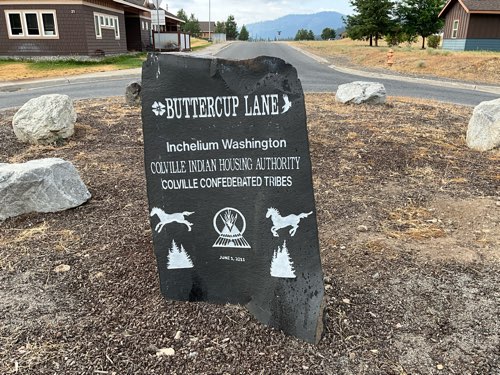 BUTTERCUP LANE
Inchelium Washington
COLVILLE INDIAN HOUSING AUTHORITY
COLVILLE CONFEDERATED TRIBES